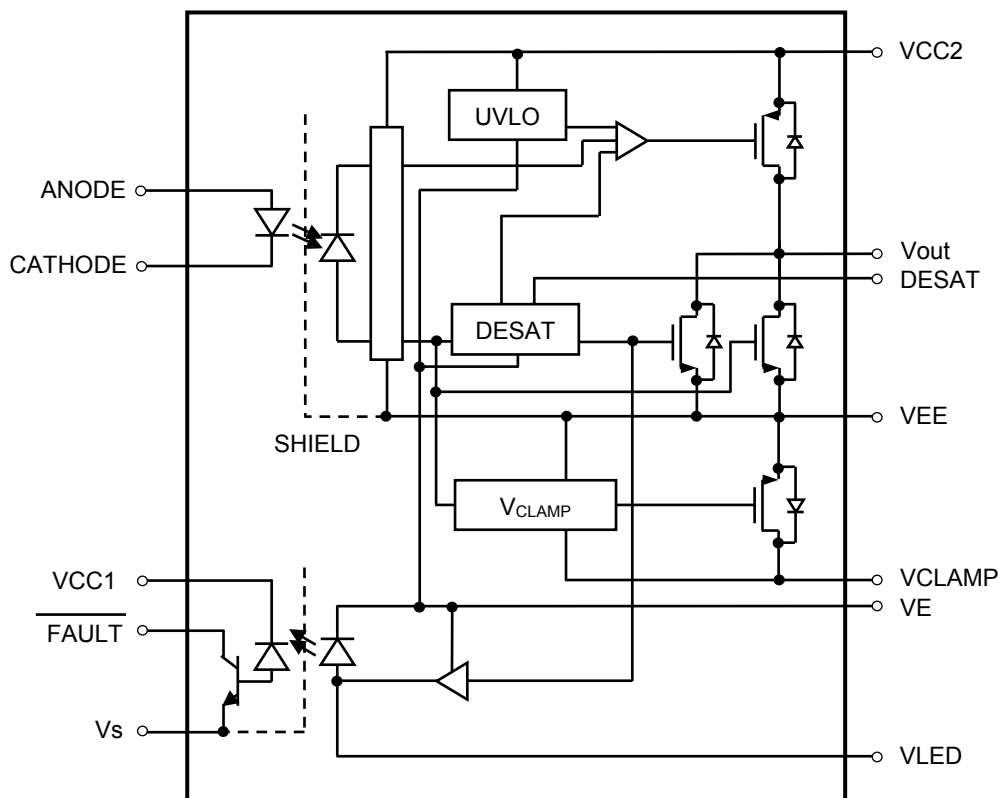 VCC2
UVLO
ANODE
CATHODE
Vout
DESAT
DESAT
VEE
SHIELD
VCLAMP
VCC1
VCLAMP
VE
FAULT
Vs
VLED